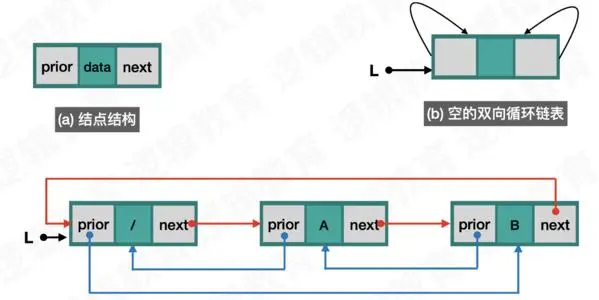 prior data next
(a) 结点结构
L
(b) 空的双向循环链表
L
prior / next
prior A next
prior B next